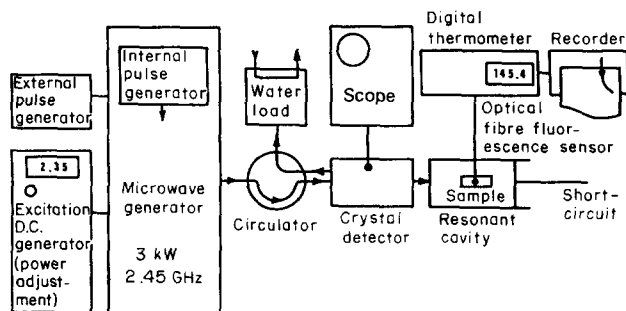 External
pulse
generator
2.35
Excitation
D.C.
generator
(power
adjust-
ment)
Internal
pulse
generator
Microwave
generator
3 kW
2.45 GHz
Water
load
Circulator
Scope
Crystal
detector
Digital
thermometer
145.4
Recorder
Optical
fibre fluor-
escence sensor
Sample
Resonant
cavity
Short-
circuit